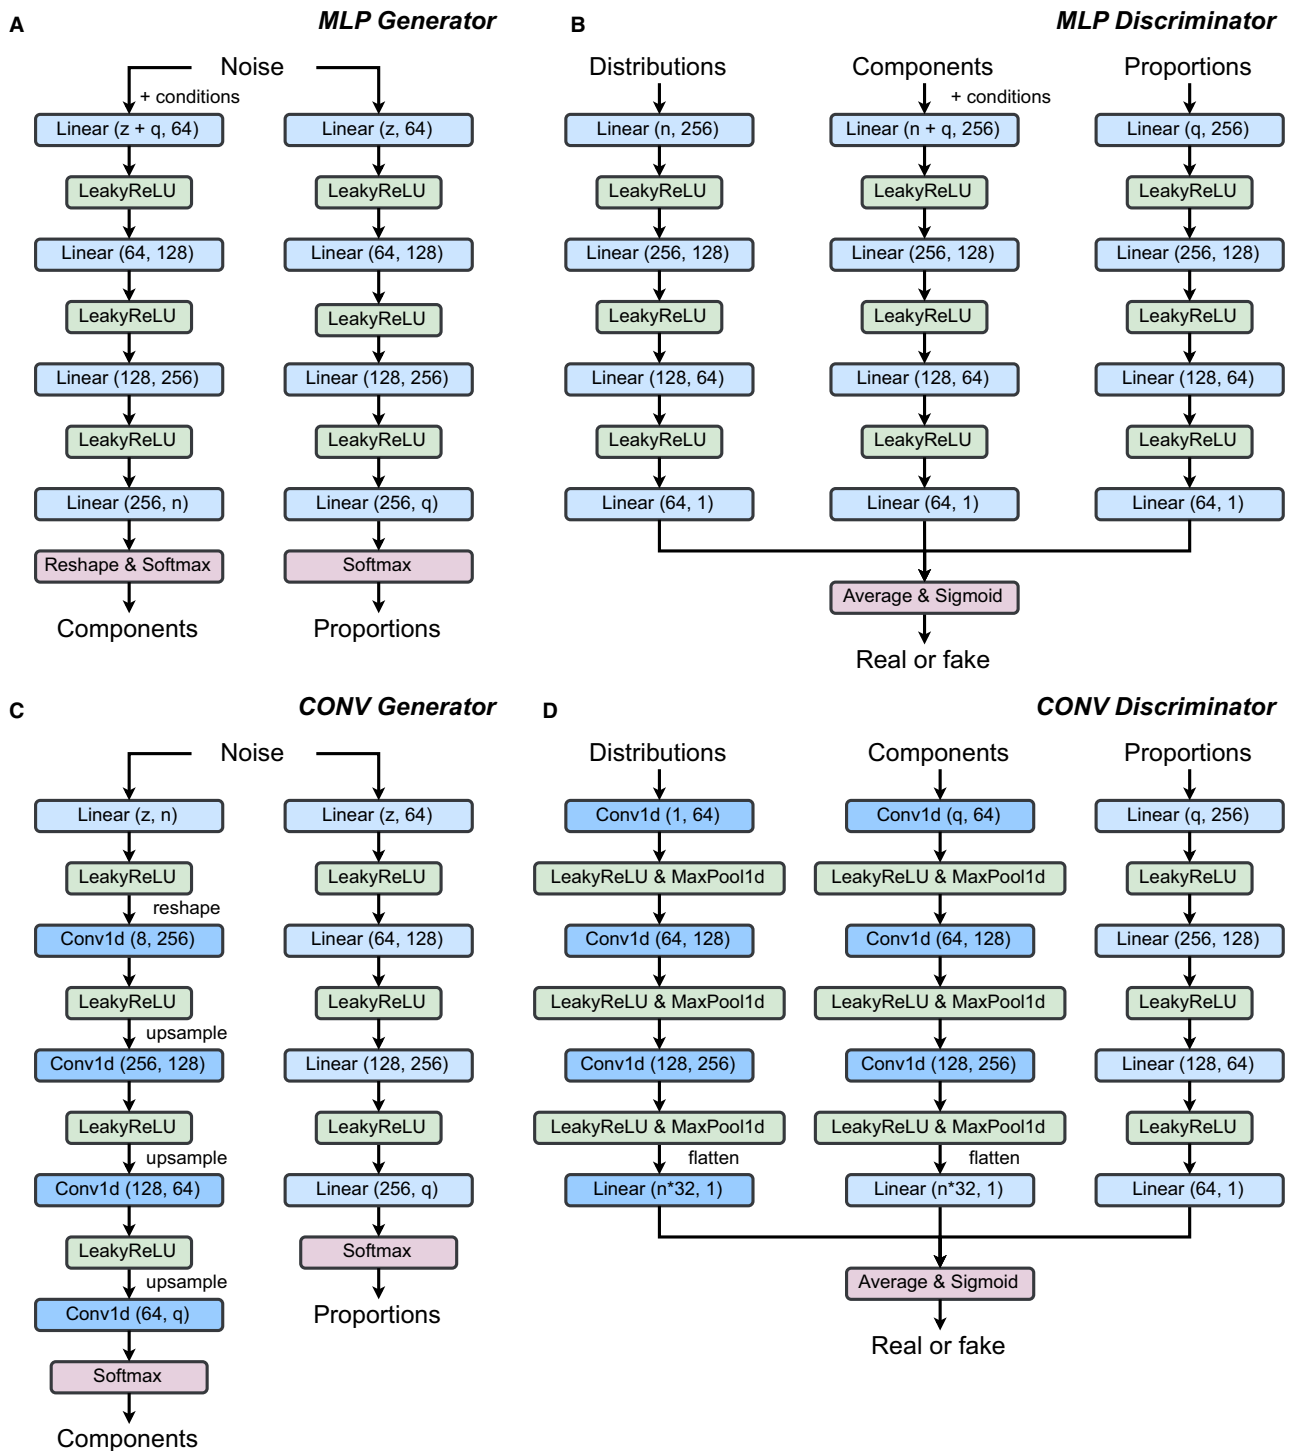 A
MLP Generator
Noise
+ conditions
Linear (z + q, 64)
LeakyReLU
Linear (64, 128)
LeakyReLU
Linear (128, 256)
LeakyReLU
Linear (256, n)
Reshape & Softmax
Components
Linear (z, 64)
LeakyReLU
Linear (64, 128)
LeakyReLU
Linear (128, 256)
LeakyReLU
Linear (256, q)
Softmax
Proportions
B
MLP Discriminator
Distributions
Linear (n, 256)
LeakyReLU
Linear (256, 128)
LeakyReLU
Linear (128, 64)
LeakyReLU
Linear (64, 1)
Components
+ conditions
Linear (n + q, 256)
LeakyReLU
Linear (256, 128)
LeakyReLU
Linear (128, 64)
LeakyReLU
Linear (64, 1)
Proportions
Linear (q, 256)
LeakyReLU
Linear (256, 128)
LeakyReLU
Linear (128, 64)
LeakyReLU
Linear (64, 1)
Average & Sigmoid
Real or fake
C
CONV Generator
Noise
Linear (z, n)
LeakyReLU
reshape
Conv1d (8, 256)
LeakyReLU
upsample
Conv1d (256, 128)
LeakyReLU
upsample
Conv1d (128, 64)
LeakyReLU
upsample
Conv1d (64, q)
Softmax
Components
Linear (z, 64)
LeakyReLU
Linear (64, 128)
LeakyReLU
Linear (128, 256)
LeakyReLU
Linear (256, q)
Softmax
Proportions
D
CONV Discriminator
Distributions
Conv1d (1, 64)
LeakyReLU & MaxPool1d
Conv1d (64, 128)
LeakyReLU & MaxPool1d
Conv1d (128, 256)
LeakyReLU & MaxPool1d
flatten
Linear (n*32, 1)
Components
Conv1d (q, 64)
LeakyReLU & MaxPool1d
Conv1d (64, 128)
LeakyReLU & MaxPool1d
Conv1d (128, 256)
LeakyReLU & MaxPool1d
flatten
Linear (n*32, 1)
Proportions
Linear (q, 256)
LeakyReLU
Linear (256, 128)
LeakyReLU
Linear (128, 64)
LeakyReLU
Linear (64, 1)
Average & Sigmoid
Real or fake